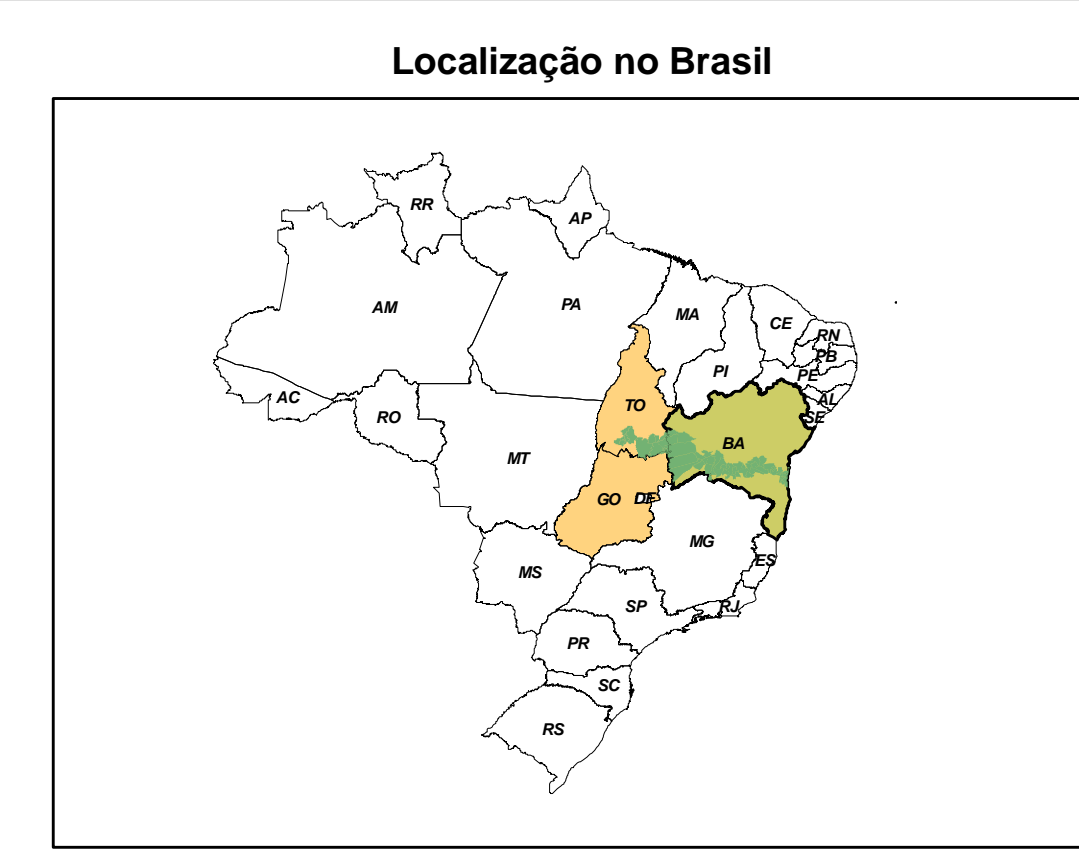 Localização no Brasil
RR
AP
AM
PA
MA
CE
RN
PB
PI
PE
AC
AL
TO
RO
SE
BA
MT
GO
DF
MG
ES
MS
SP
RJ
PR
SC
RS